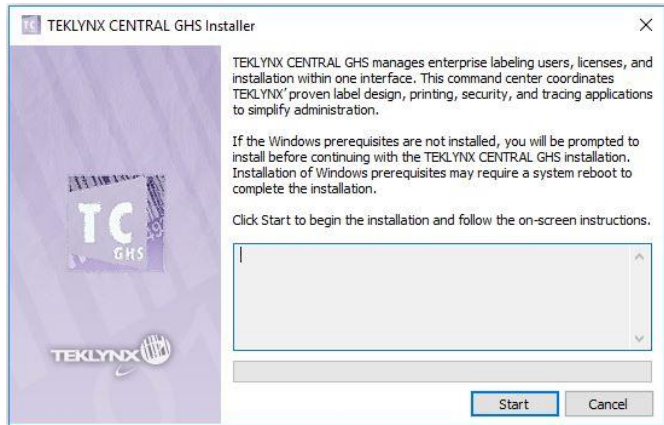 TEKLYNX CENTRAL GHS Installer
TEKLYNX CENTRAL GHS manages enterprise labeling users, licenses, and
installation within one interface. This command center coordinates
TEKLYNX' proven label design, printing, security, and tracing applications
to simplify administration.
If the Windows prerequisites are not installed, you will be prompted to
install before continuing with the TEKLYNX CENTRAL GHS installation.
Installation of Windows prerequisites may require a system reboot to
complete the installation.
Click Start to begin the installation and follow the on-screen instructions.
TC
GHS
TEKLYNX
Start
Cancel